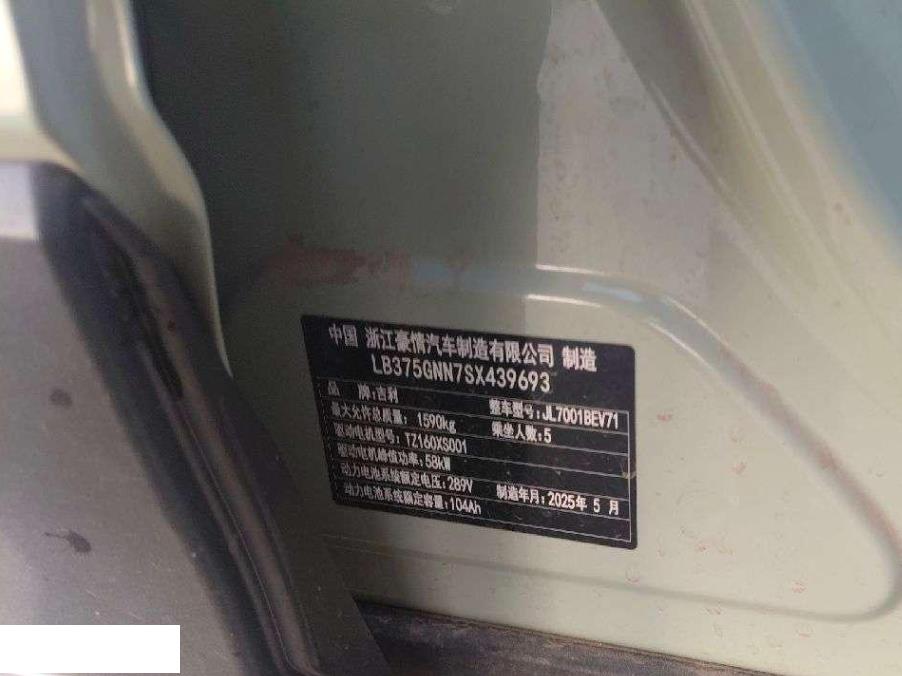 中国 浙江豪情汽车制造有限公司 制造
LB375GNN7SX439693
品 牌:吉利 整车型号:JL7001BEV71
最大允许总质量: 1590kg 乘坐人数:5
驱动电机型号: TZ160XS001
驱动电机峰值功率:58kW
动力电池系统额定电压:289V 制造年月:2025年 5 月
动力电池系统额定容量:104Ah